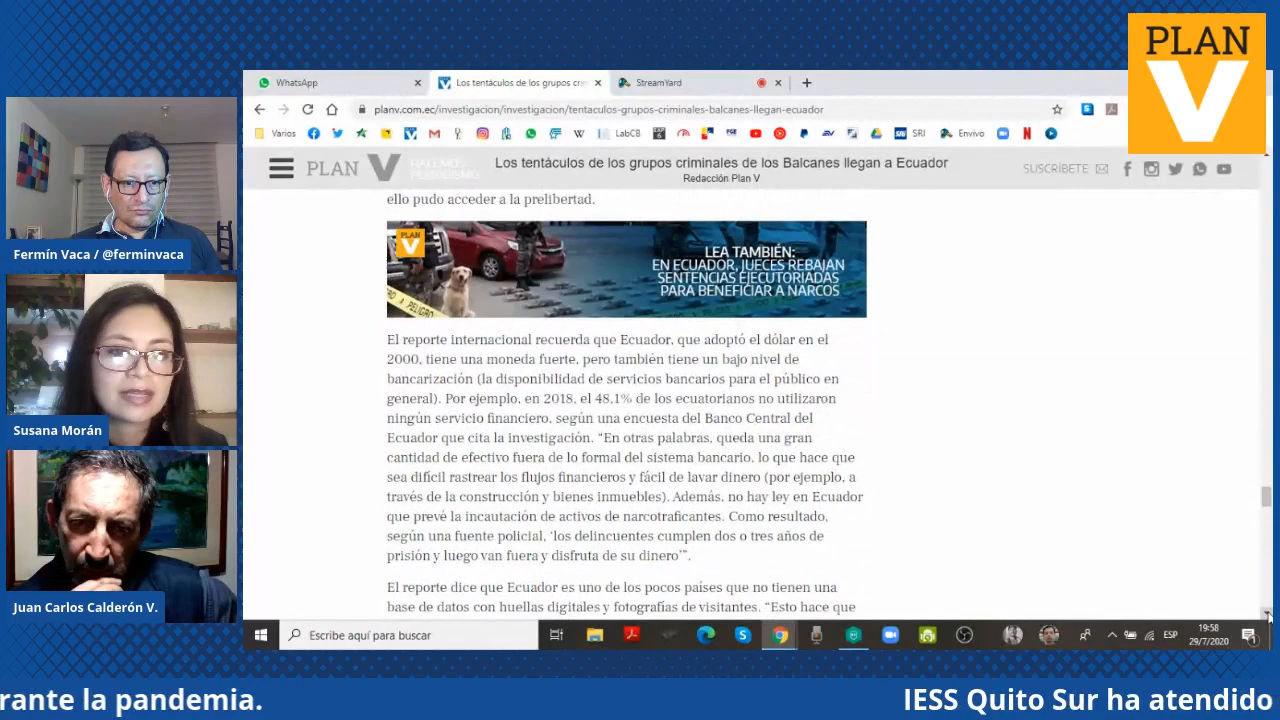 PLAN
V
WhatsApp
Los tentáculos de los grupos crim
StreamYard
planv.com.ec/investigacion/investigacion/tentaculos-grupos-criminales-balcanes-llegan-ecuador
Varios
LabCB
SRI
Envivo
PLAN V
HACEMOS
PERIODISMO
Los tentáculos de los grupos criminales de los Balcanes llegan a Ecuador
Redacción Plan V
SUSCRÍBETE
ello pudo acceder a la prelibertad.
PLAN
V
LEA TAMBIÉN:
EN ECUADOR, JUECES REBAJAN
SENTENCIAS EJECUTORIADAS
PARA BENEFICIAR A NARCOS
RO A PELIGRO
El reporte internacional recuerda que Ecuador, que adoptó el dólar en el
2000, tiene una moneda fuerte, pero también tiene un bajo nivel de
bancarización (la disponibilidad de servicios bancarios para el público en
general). Por ejemplo, en 2018, el 48,1% de los ecuatorianos no utilizaron
ningún servicio financiero, según una encuesta del Banco Central del
Ecuador que cita la investigación. “En otras palabras, queda una gran
cantidad de efectivo fuera de lo formal del sistema bancario, lo que hace que
sea difícil rastrear los flujos financieros y fácil de lavar dinero (por ejemplo, a
través de la construcción y bienes inmuebles). Además, no hay ley en Ecuador
que prevé la incautación de activos de narcotraficantes. Como resultado,
según una fuente policial, ‘los delincuentes cumplen dos o tres años de
prisión y luego van fuera y disfruta de su dinero’”.
El reporte dice que Ecuador es uno de los pocos países que no tienen una
base de datos con huellas digitales y fotografías de visitantes. “Esto hace que
Fermín Vaca / @ferminvaca
Susana Morán
Juan Carlos Calderón V.
Escribe aquí para buscar
ESP
19:58
29/7/2020
rante la pandemia.
IESS Quito Sur ha atendido